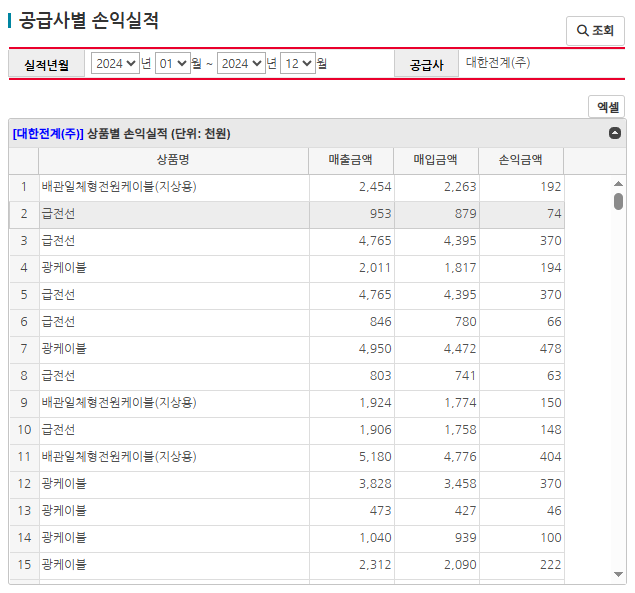 공급사별 손익실적
조회
실적년월 2024 년 01 월 ~ 2024 년 12 월 공급사 대한전계(주)
엑셀
[대한전계(주)] 상품별 손익실적 (단위: 천원)
상품명 매출금액 매입금액 손익금액
1 배관일체형전원케이블(지상용) 2,454 2,263 192
2 급전선 953 879 74
3 급전선 4,765 4,395 370
4 광케이블 2,011 1,817 194
5 급전선 4,765 4,395 370
6 급전선 846 780 66
7 광케이블 4,950 4,472 478
8 급전선 803 741 63
9 배관일체형전원케이블(지상용) 1,924 1,774 150
10 급전선 1,906 1,758 148
11 배관일체형전원케이블(지상용) 5,180 4,776 404
12 광케이블 3,828 3,458 370
13 광케이블 473 427 46
14 광케이블 1,040 939 100
15 광케이블 2,312 2,090 222